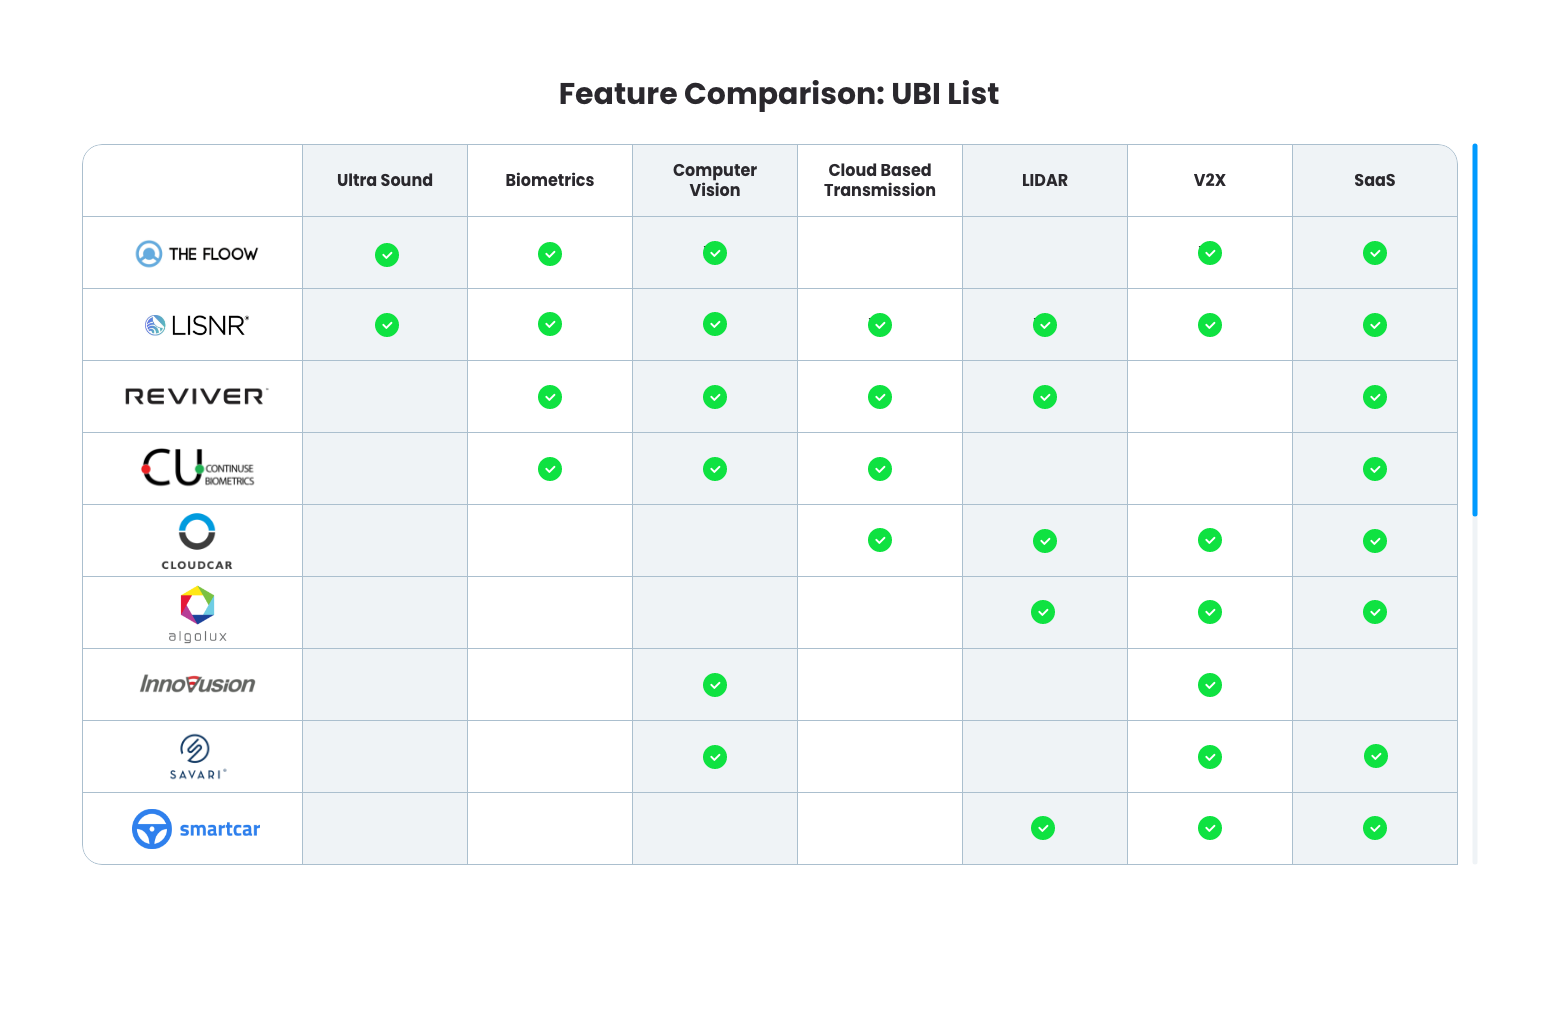 Feature Comparison: UBI List
Ultra Sound
Biometrics
Computer
Vision
Cloud Based
Transmission
LIDAR
V2X
SaaS
THE FLOOW
LISNR®
REVIVER™
CU CONTINUSE
BIOMETRICS
CLOUDCAR
algolux
Innovusion
SAVARI®
smartcar